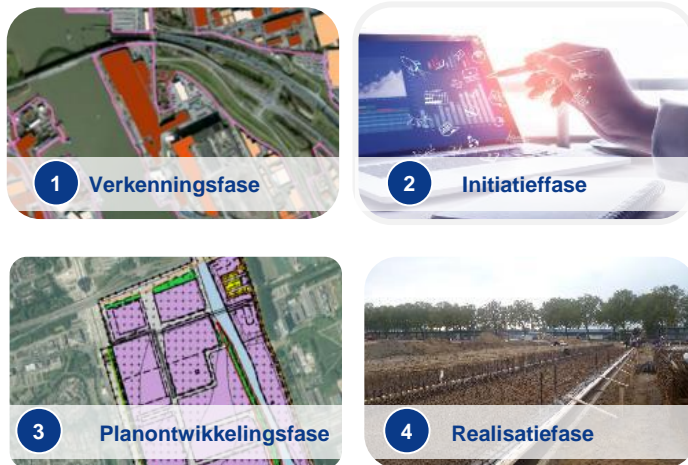 1 Verkenningsfase
2 Initiatieffase
3 Planontwikkelingsfase
4 Realisatiefase